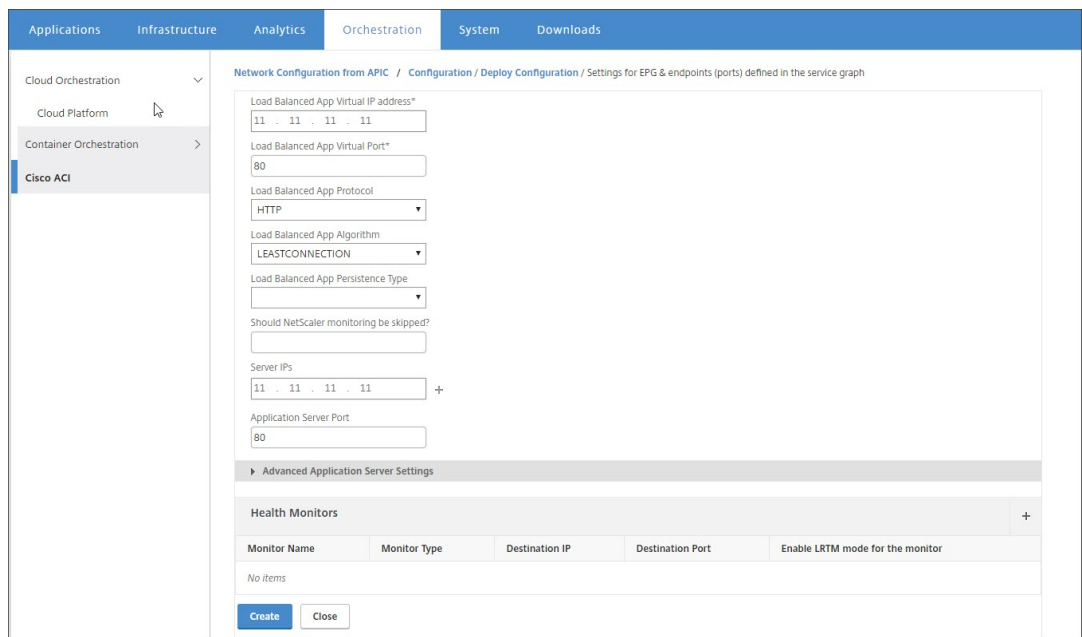 Applications Infrastructure Analytics Orchestration System Downloads
Cloud Orchestration
Cloud Platform
Container Orchestration
Cisco ACI
Network Configuration from APIC / Configuration / Deploy Configuration / Settings for EPG & endpoints (ports) defined in the service graph
Load Balanced App Virtual IP address*
11 . 11 . 11 . 11
Load Balanced App Virtual Port*
80
Load Balanced App Protocol
HTTP
Load Balanced App Algorithm
LEASTCONNECTION
Load Balanced App Persistence Type
Should NetScaler monitoring be skipped?
Server IPs
11 . 11 . 11 . 11 +
Application Server Port
80
Advanced Application Server Settings
Health Monitors +
Monitor Name Monitor Type Destination IP Destination Port Enable LRTM mode for the monitor
No items
Create Close